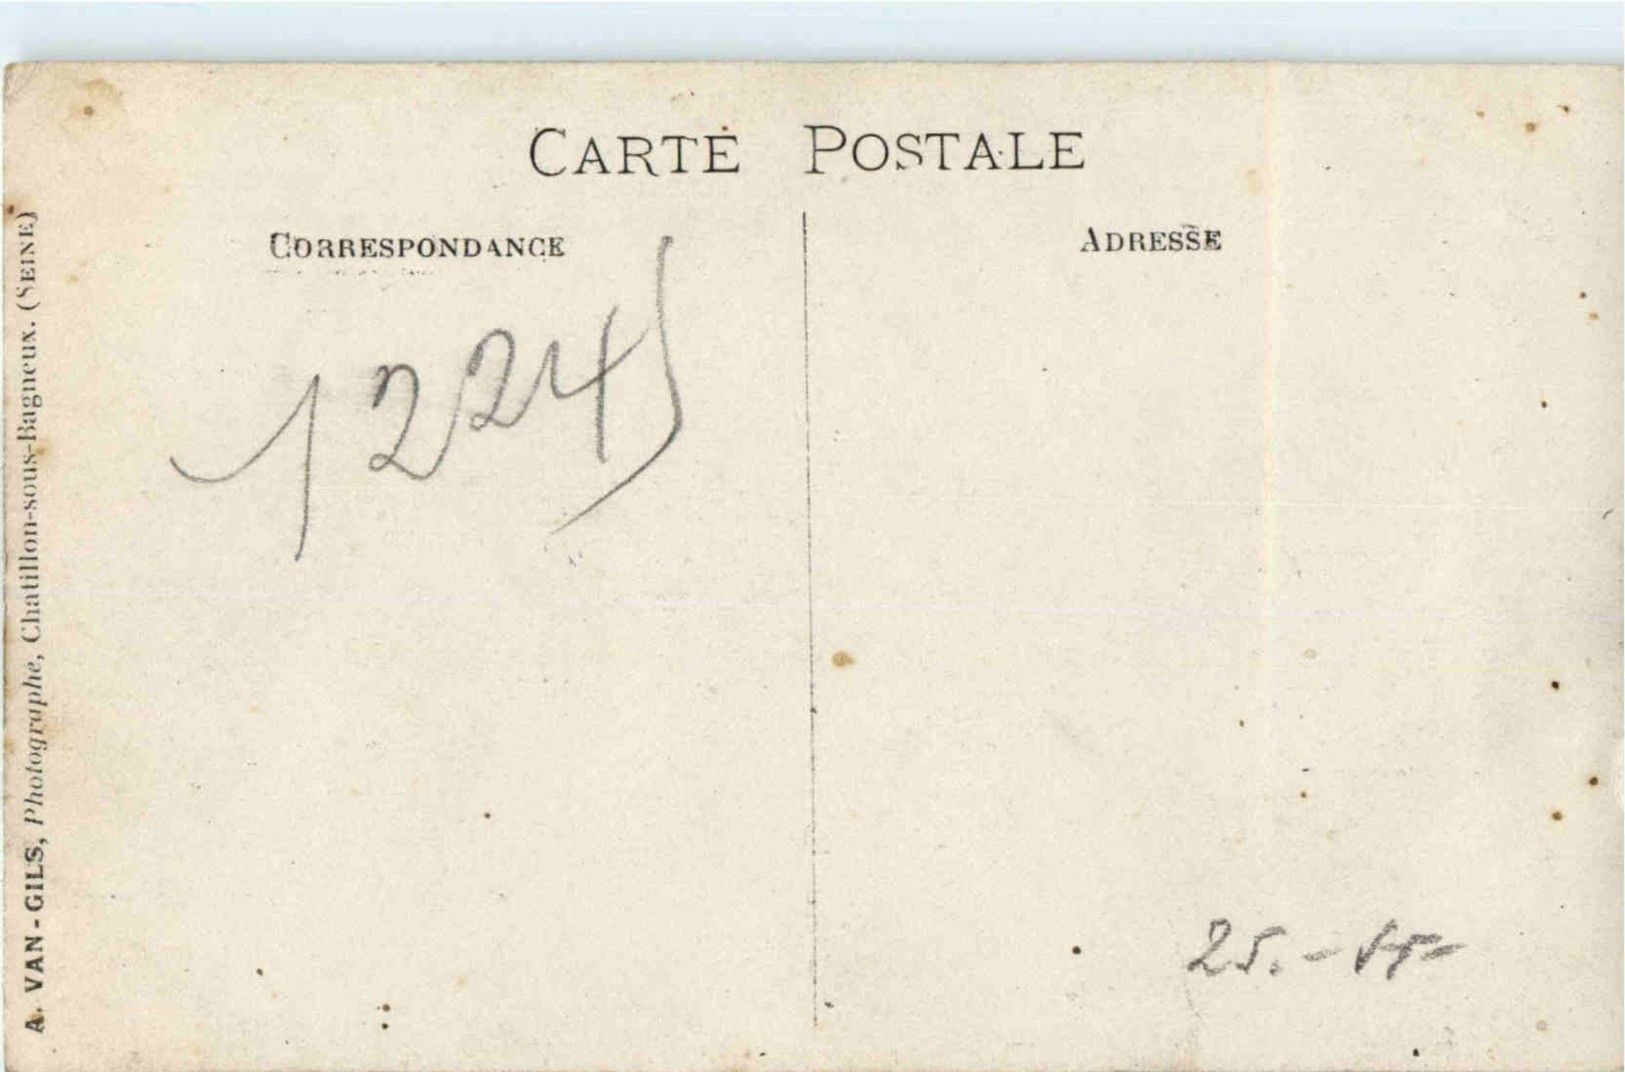 CARTE POSTALE
CORRESPONDANCE
ADRESSE
12245
25.-
A. VAN-GILS, Photographe, Chatillon-sous-Bagneux. (SEINE)